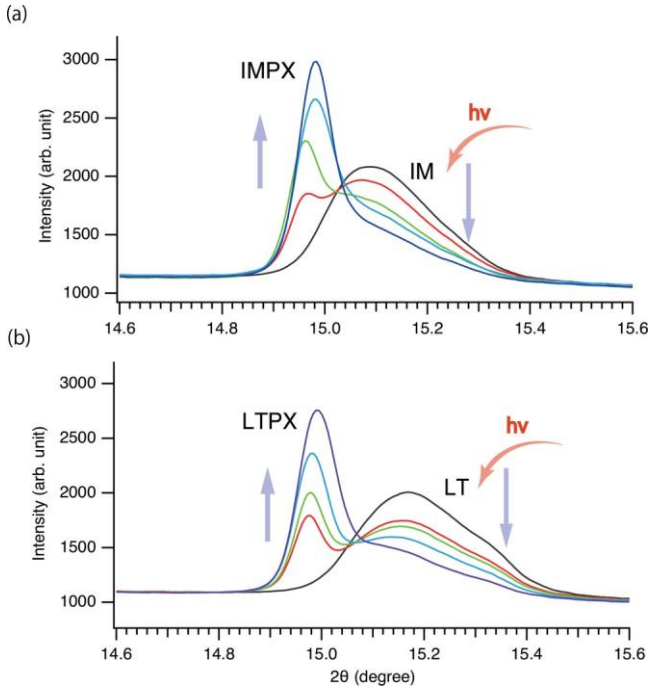 (a)
3000
2500
2000
1500
1000
Intensity (arb. unit)
IMPX
IM
hν
14.6 14.8 15.0 15.2 15.4 15.6
(b)
3000
2500
2000
1500
1000
Intensity (arb. unit)
LTPX
LT
hν
14.6 14.8 15.0 15.2 15.4 15.6
2θ (degree)